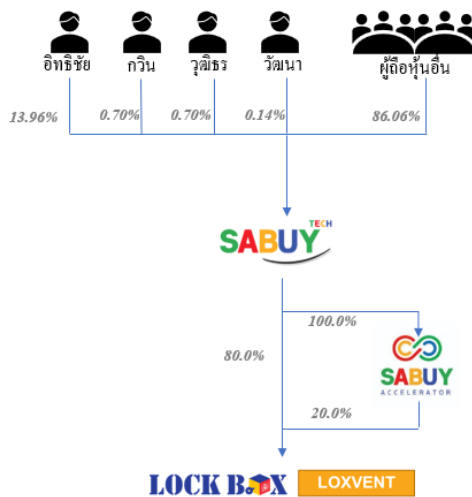 อิทธิชัย กวิน วุฒิธร วัฒนา ผู้ถือหุ้นอื่น
13.96% 0.70% 0.70% 0.14% 86.06%
SABUY TECH
100.0%
80.0%
SABUY
ACCELERATOR
20.0%
LOCK BOX LOXVENT